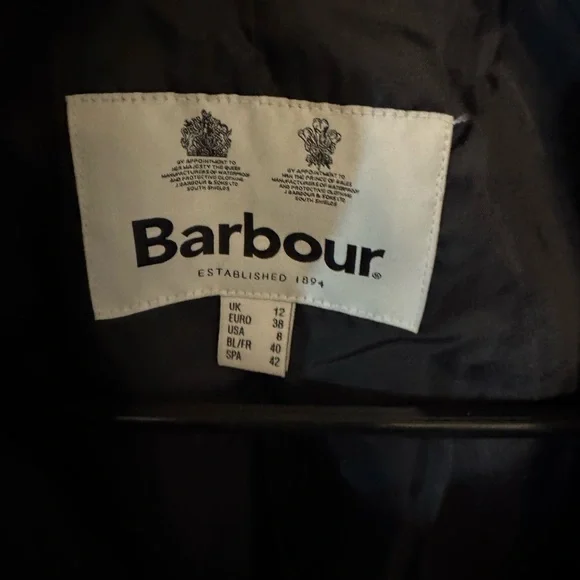 BY APPOINTMENT TO
HER MAJESTY THE QUEEN
MANUFACTURERS OF WATERPROOF
AND PROTECTIVE CLOTHING
J.BARBOUR & SONS LTD
SOUTH SHIELDS
BY APPOINTMENT TO
HRH THE PRINCE OF WALES
MANUFACTURERS OF WATERPROOF
AND PROTECTIVE CLOTHING
J.BARBOUR & SONS LTD
SOUTH SHIELDS
Barbour®
ESTABLISHED 1894
UK 12
EURO 38
USA 8
BL/FR 40
SPA 42